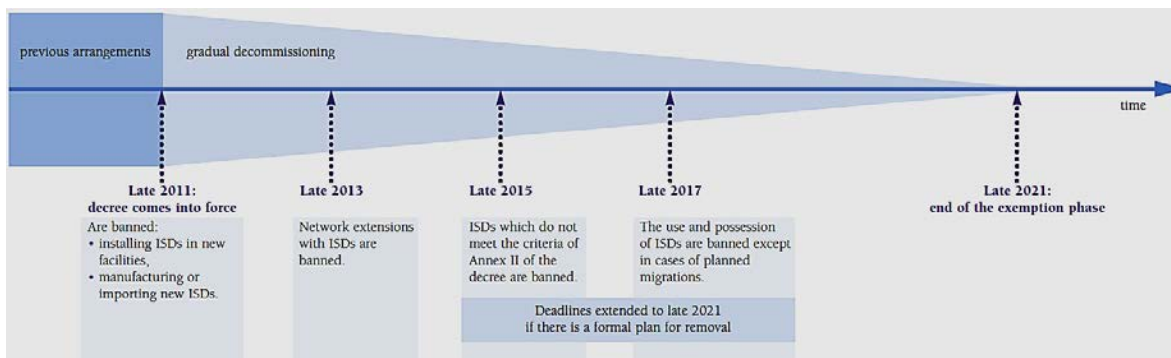 previous arrangements
gradual decommissioning
time
Late 2011:
decree comes into force
Are banned:
• installing ISDs in new
facilities,
• manufacturing or
importing new ISDs.
Late 2013
Network extensions
with ISDs are
banned.
Late 2015
ISDs which do not
meet the criteria of
Annex II of the
decree are banned.
Late 2017
The use and possession
of ISDs are banned except
in cases of planned
migrations.
Deadlines extended to late 2021
if there is a formal plan for removal
Late 2021:
end of the exemption phase